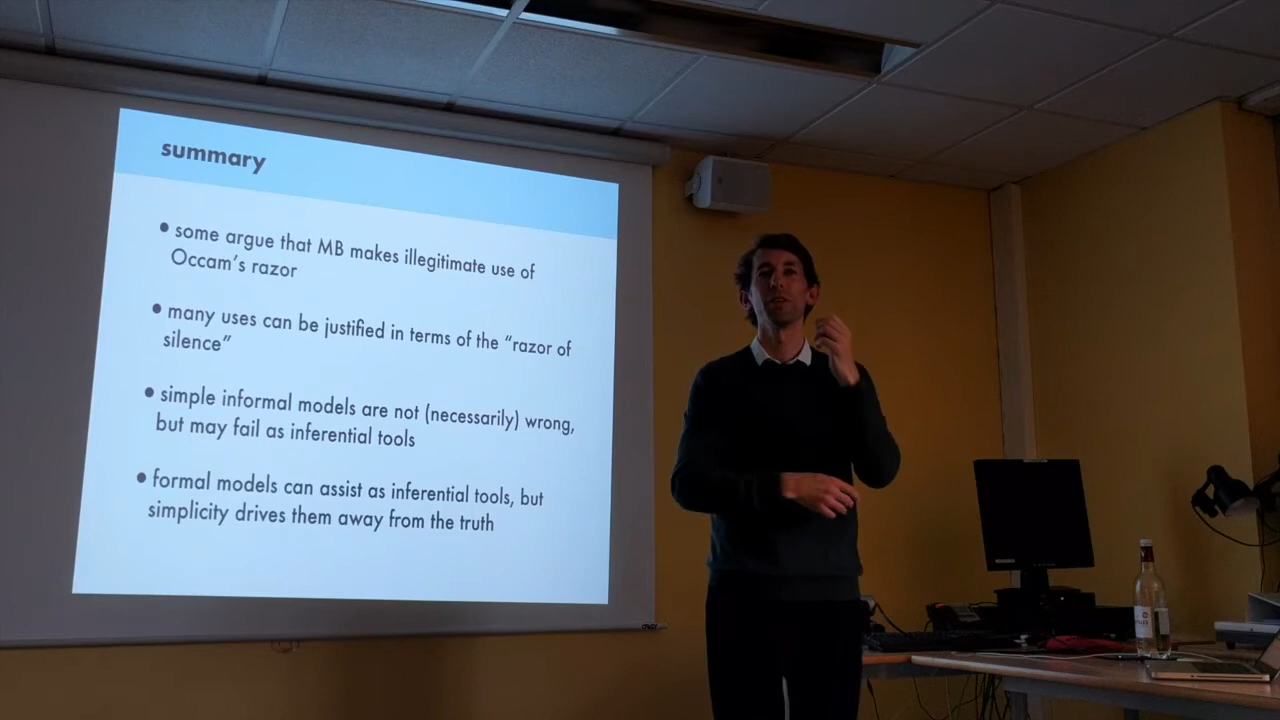 summary
• some argue that MB makes illegitimate use of
Occam's razor
• many uses can be justified in terms of the “razor of
silence”
• simple informal models are not (necessarily) wrong,
but may fail as inferential tools
• formal models can assist as inferential tools, but
simplicity drives them away from the truth